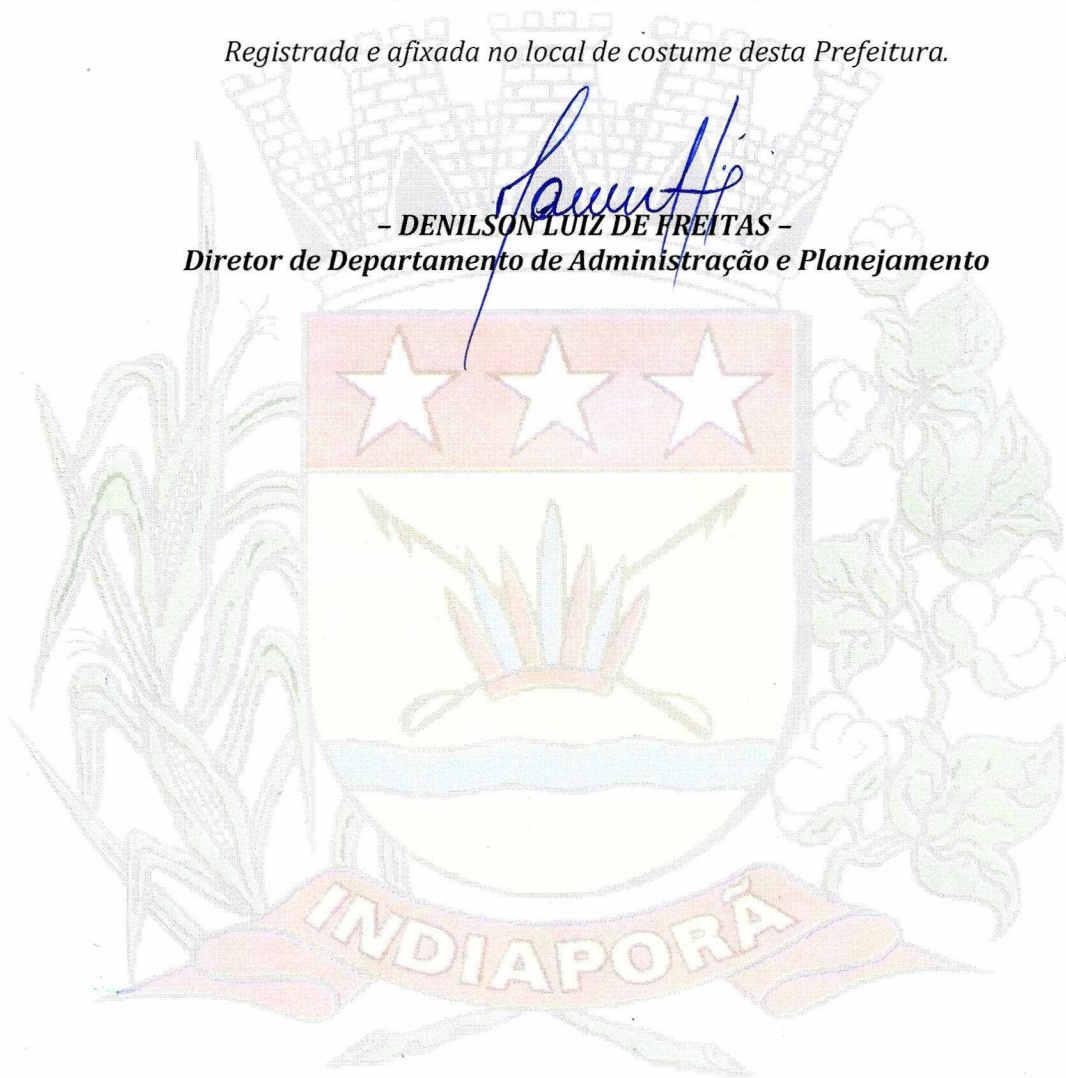 Registrada e afixada no local de costume desta Prefeitura.
– DENILSON LUIZ DE FREITAS –
Diretor de Departamento de Administração e Planejamento
INDIAPORÃ